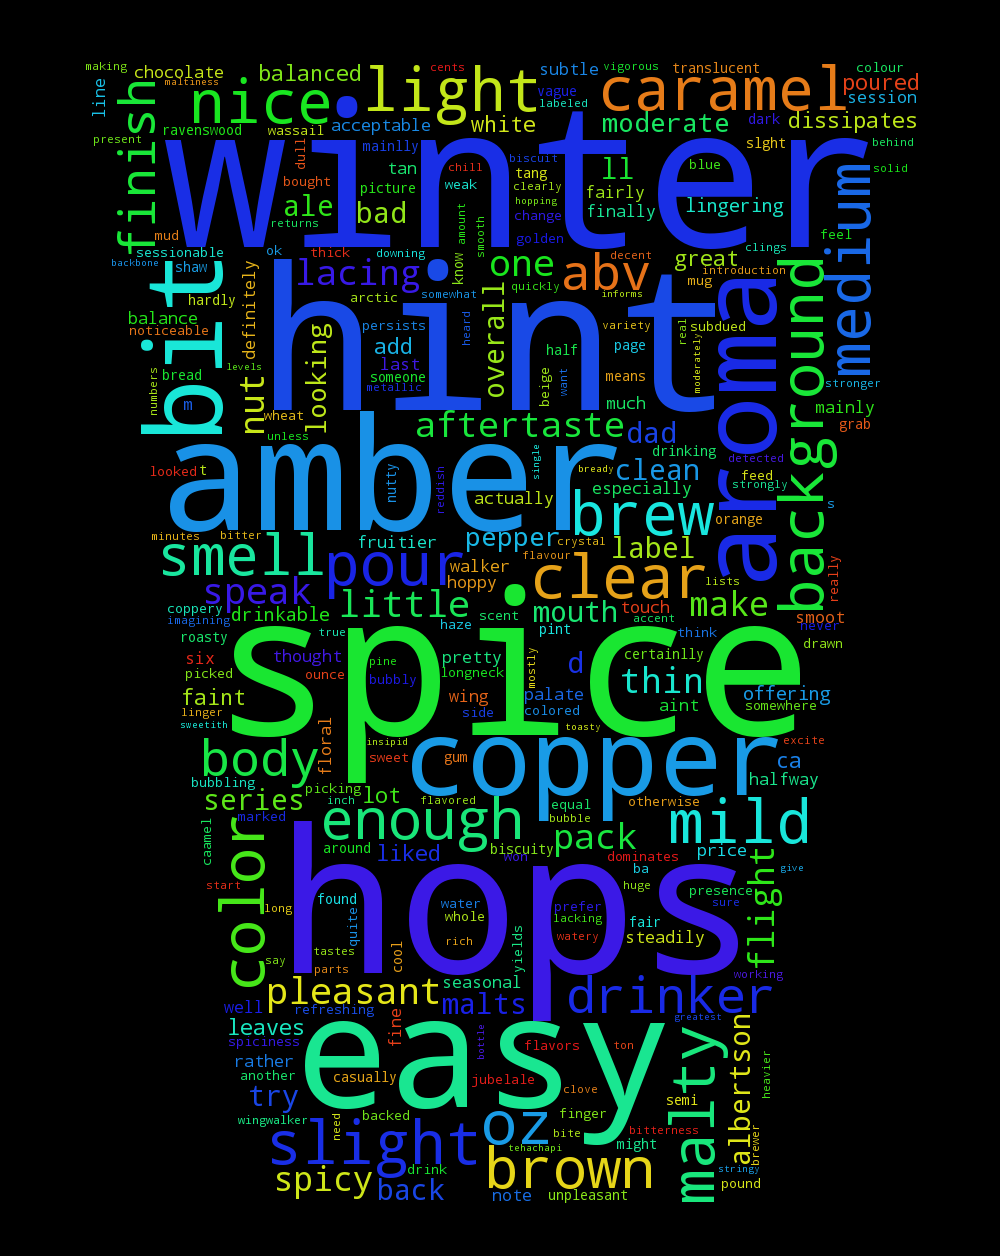 making
chocolate
maltiness
balanced
cents
subtle
vigorous
translucent
colour
line
finish
nice
light
vague
labeled
caramel
poured
session
present
ravenswood
wassail
acceptable
white
moderate
dark
dissipates
dull
mainlly
tan
biscuit
tang
ll
blue
slght
behind
winter
bought
picture
chill
weak
clearly
fairly
solid
medium
ale
bad
hopping
change
finally
lingering
returns
amount
smooth
mud
golden
feel
sessionable
ok
thick
downing
clings
backbone
shaw
lacing
know
one
abv
decent
great
introduction
bit
hardly
arctic
somewhat
quickly
informs
mug
aroma
background
balance
noticeable
definitely
looking
hint
persists
heard
overall
variety
real
subdued
add
half
page
moderately
levels
last
someone
metallic
beige
want
means
stronger
numbers
bread
m
nut
wheat
much
mainly
grab
unless
aftertaste
dad
amber
drinking
detected
looked
t
nutty
reddish
single
bready
clean
feed
strongly
actually
especially
s
brew
orange
minutes
bitter
fruitier
pepper
crystal
label
smell
pour
flavour
walker
hoppy
clear
lists
really
speak
coppery
imagining
drinkable
little
scent
mouth
touch
accent
make
smoot
never
roasty
true
haze
pint
think
drawn
spice
six
thought
pine
pretty
mostly
d
certainlly
picked
ounce
bubbly
longneck
thin
offering
faint
wing
palate
aint
somewhere
linger
sweetith
side
colored
toasty
body
floral
insipid
copper
excite
sweet
gum
ca
bubbling
picking
halfway
series
inch
lot
flavored
equal
otherwise
mild
marked
enough
bubble
pack
caamel
color
around
liked
biscuity
won
dominates
price
flight
hops
start
ba
huge
presence
give
long
found
water
prefer
sure
quite
whole
lacking
fair
say
tastes
rich
watery
steadily
cool
yields
parts
seasonal
working
pleasant
malts
drinker
well
refreshing
greatest
leaves
fine
easy
spiciness
bottle
flavors
ton
malty
albertson
rather
another
casually
jubelale
heavier
try
clove
semi
wingwalker
need
backed
oz
finger
bitterness
brewer
slight
bite
might
tehachapi
spicy
drink
brown
stringy
back
note
unpleasant
pound